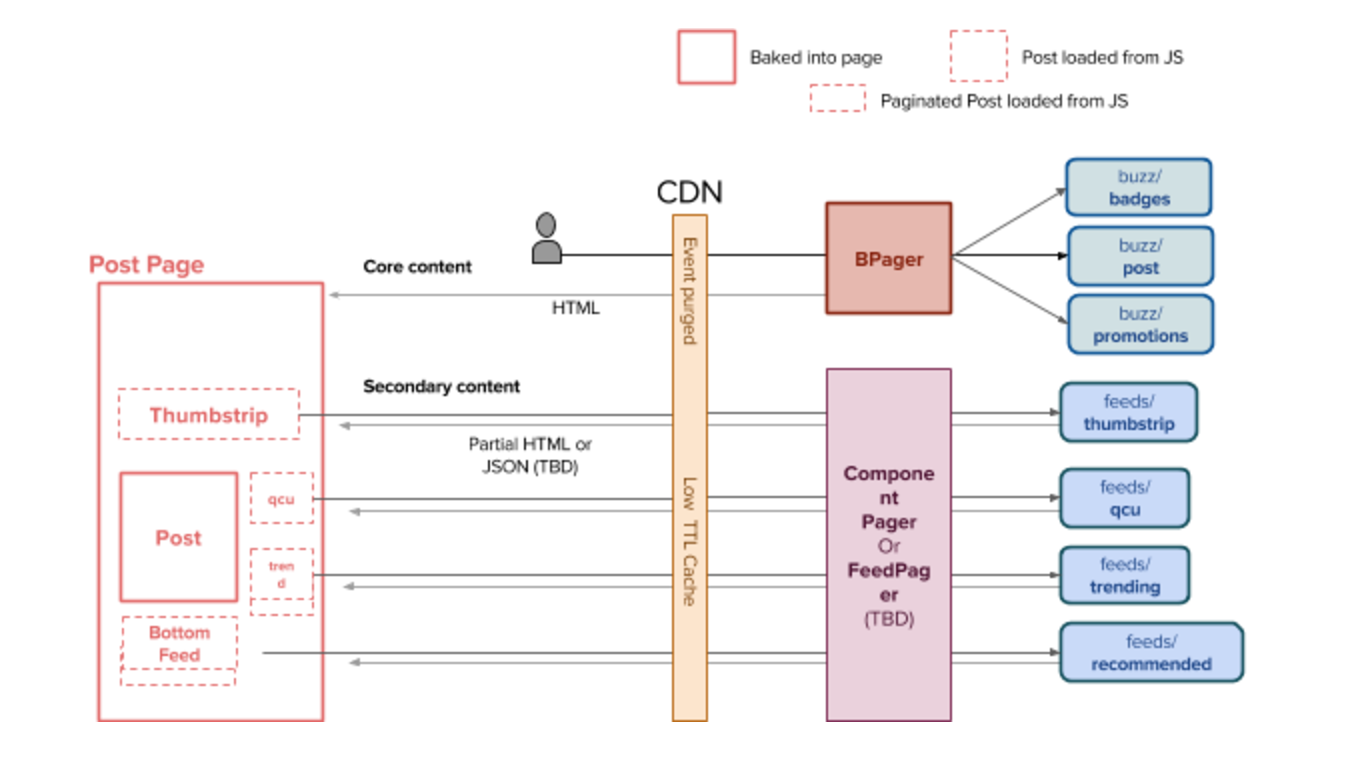 Baked into page
Post loaded from JS
Paginated Post loaded from JS
CDN
Event purged
Low TTL Cache
Post Page
Core content
HTML
BPager
buzz/
badges
buzz/
post
buzz/
promotions
Secondary content
Thumbstrip
Partial HTML or
JSON (TBD)
feeds/
thumbstrip
qcu
Post
tren
d
Bottom
Feed
Compone
nt
Pager
Or
FeedPag
er
(TBD)
feeds/
qcu
feeds/
trending
feeds/
recommended